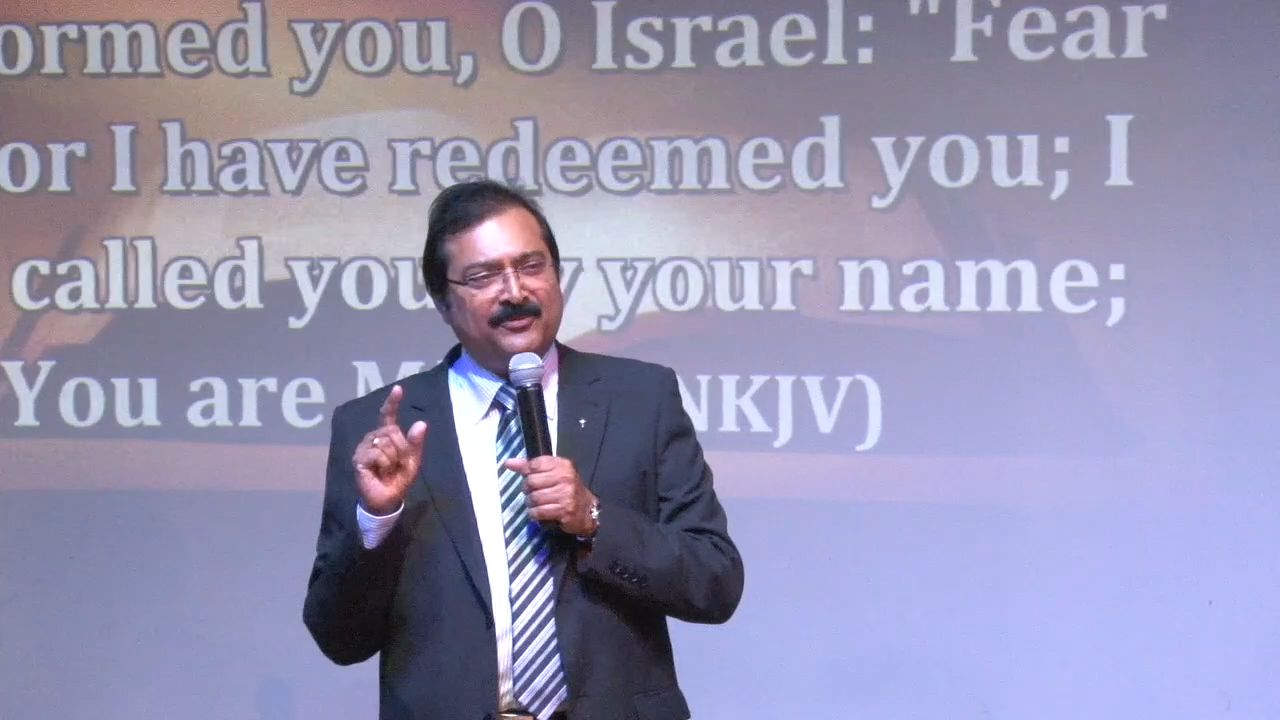 ormed you, O Israel: "Fear
or I have redeemed you; I
called you your name;
You are NKJV)